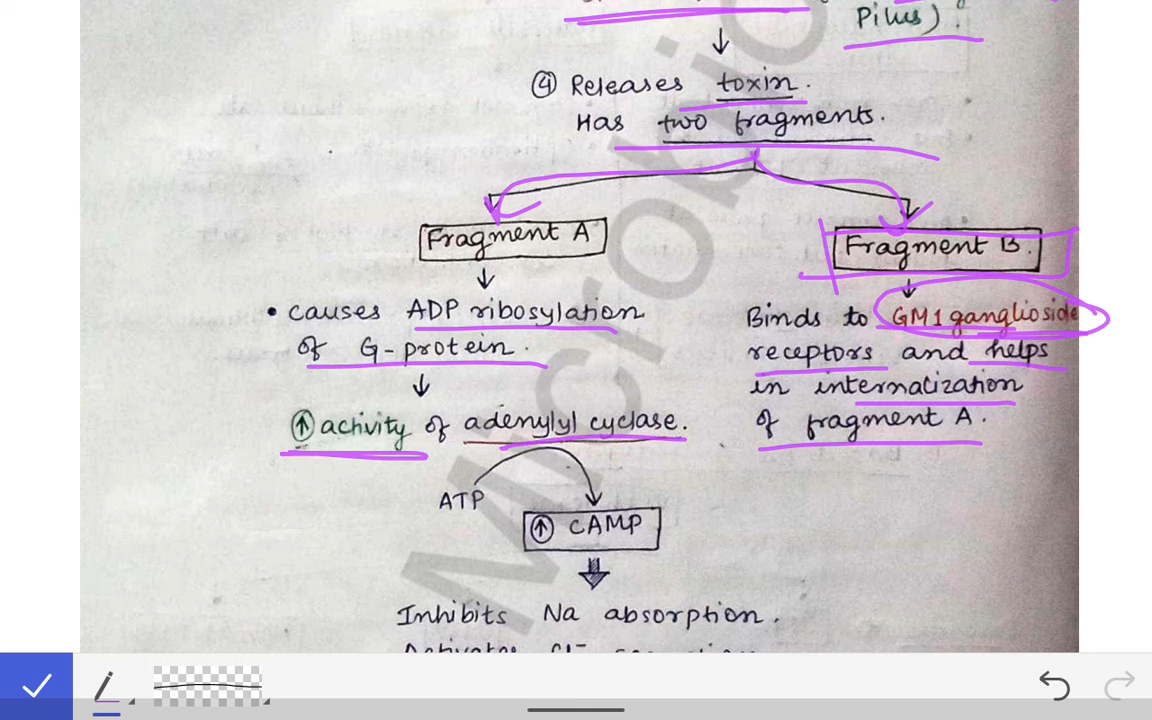 Pilus)
④ Releases toxin.
Has two fragments.
Fragment A
Fragment B.
• causes ADP ribosylation
of G-protein.
↑ activity of adenylyl cyclase.
Binds to GM1 ganglioside
receptors and helps
in internalization
of fragment A.
ATP
↑ cAMP
Inhibits Na absorption.
Micro